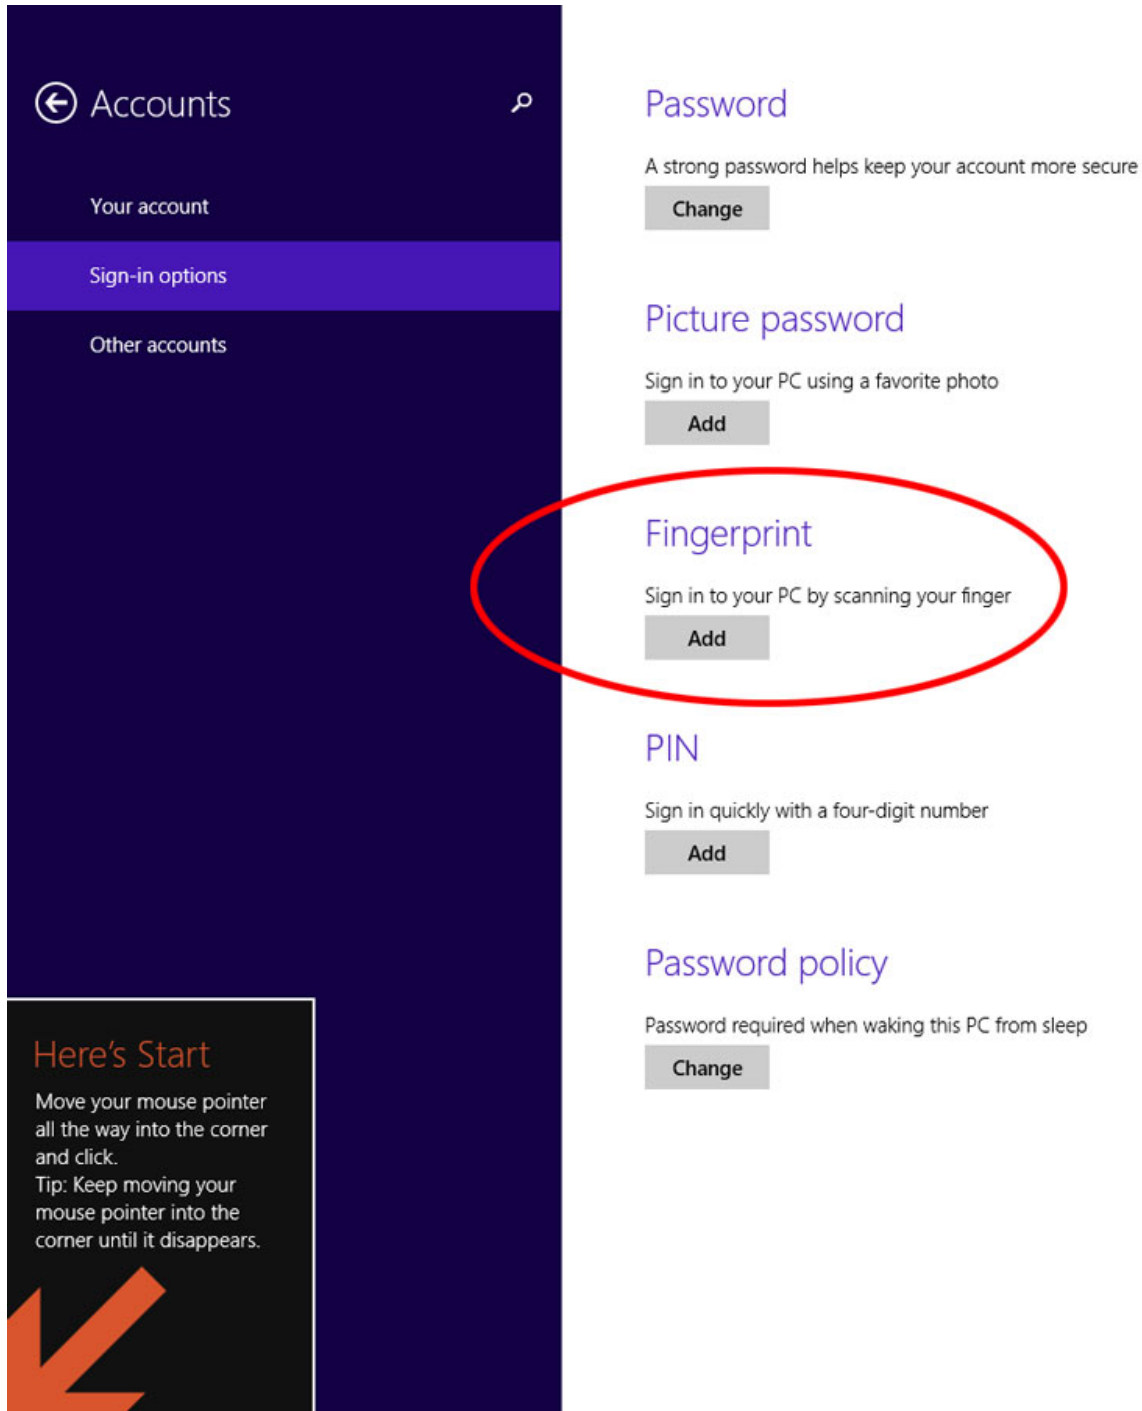 Accounts
Your account
Sign-in options
Other accounts
Here's Start
Move your mouse pointer
all the way into the corner
and click.
Tip: Keep moving your
mouse pointer into the
corner until it disappears.
Password
A strong password helps keep your account more secure
Change
Picture password
Sign in to your PC using a favorite photo
Add
Fingerprint
Sign in to your PC by scanning your finger
Add
PIN
Sign in quickly with a four-digit number
Add
Password policy
Password required when waking this PC from sleep
Change